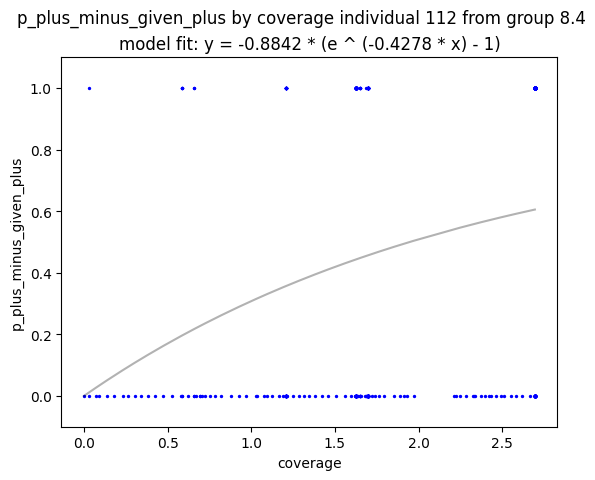 p_plus_minus_given_plus by coverage individual 112 from group 8.4
model fit: y = -0.8842 * (e ^ (-0.4278 * x) - 1)
1.0
0.8
0.6
0.4
0.2
0.0
p_plus_minus_given_plus
0.0 0.5 1.0 1.5 2.0 2.5
coverage